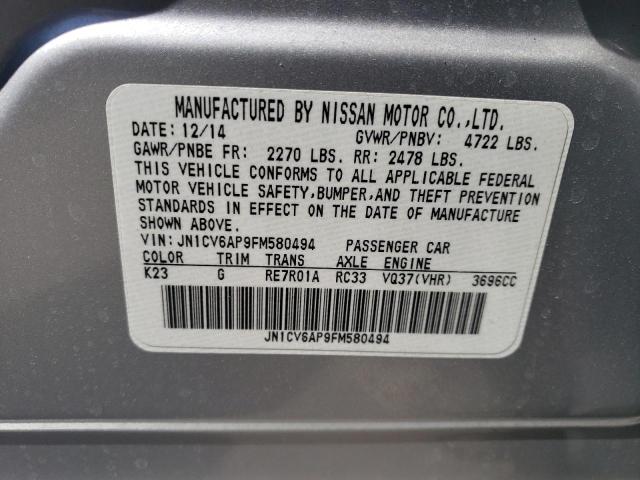 MANUFACTURED BY NISSAN MOTOR CO.,LTD.
DATE: 12/14 GVWR/PNBV: 4722 LBS.
GAWR/PNBE FR: 2270 LBS. RR: 2478 LBS.
THIS VEHICLE CONFORMS TO ALL APPLICABLE FEDERAL
MOTOR VEHICLE SAFETY,BUMPER,AND THEFT PREVENTION
STANDARDS IN EFFECT ON THE DATE OF MANUFACTURE
SHOWN ABOVE.
VIN: JN1CV6AP9FM580494 PASSENGER CAR
COLOR TRIM TRANS AXLE ENGINE
K23 G RE7R01A RC33 VQ37(VHR) 3696CC
JN1CV6AP9FM580494